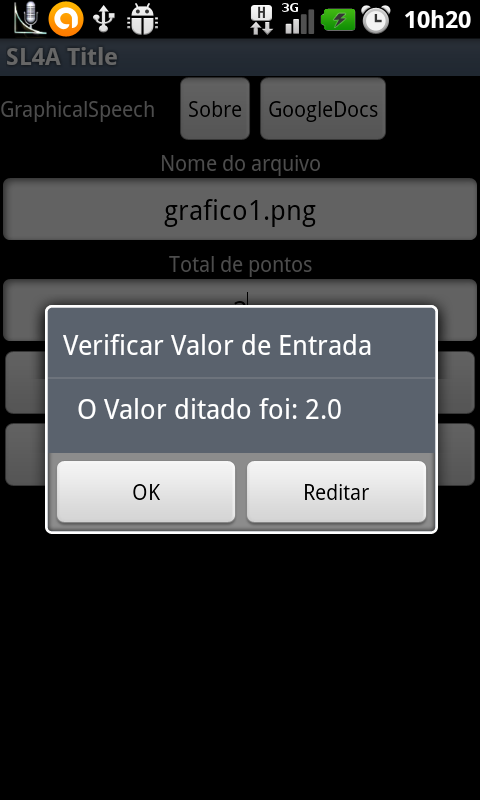 H 3G 10h20
SL4A Title
GraphicalSpeech Sobre GoogleDocs
Nome do arquivo
grafico1.png
Total de pontos
Verificar Valor de Entrada
O Valor ditado foi: 2.0
OK Reditar